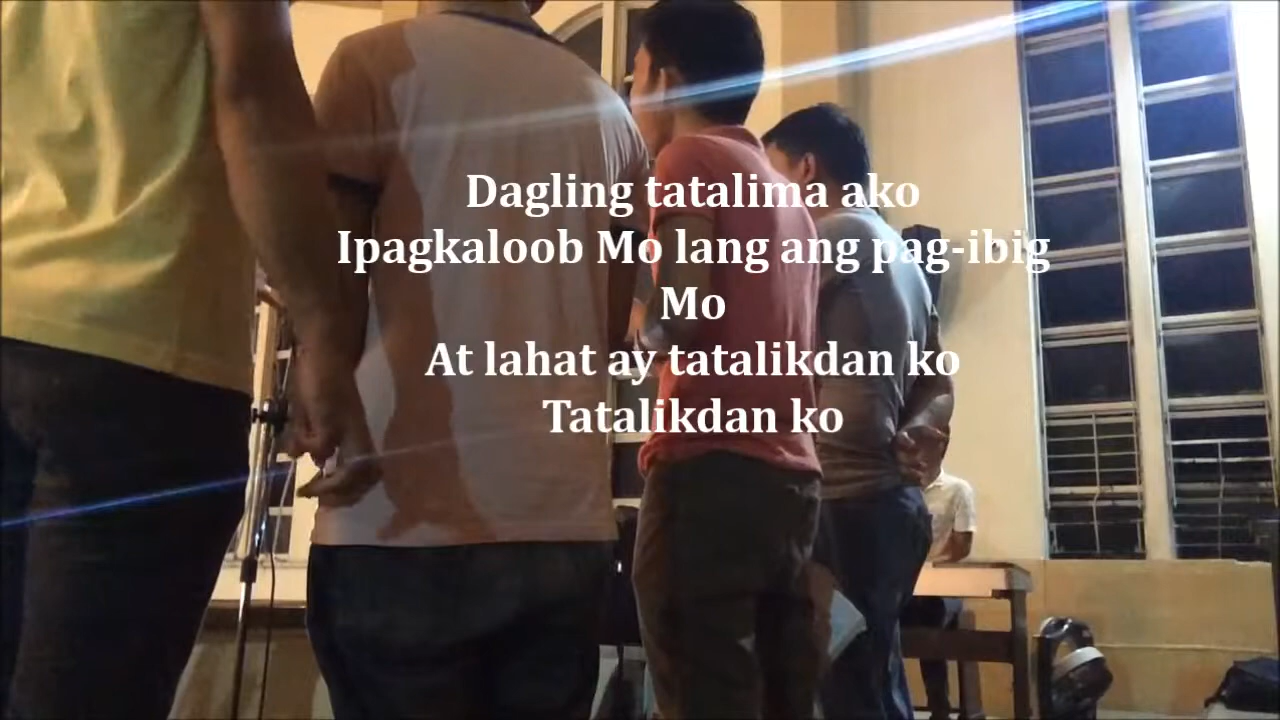 Dagling tatalima ako
Ipagkaloob Mo lang ang pag-ibig
Mo
At lahat ay tatalikdan ko
Tatalikdan ko